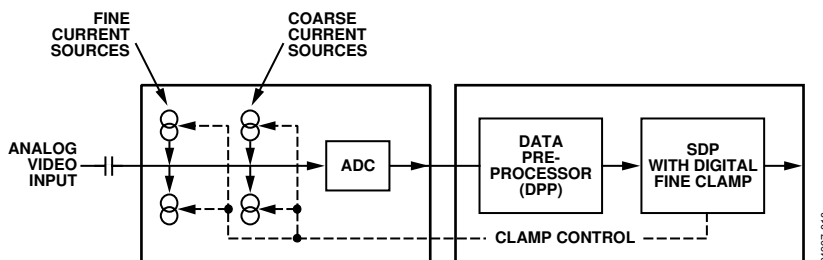 FINE
CURRENT
SOURCES
COARSE
CURRENT
SOURCES
ANALOG
VIDEO
INPUT
ADC
DATA
PRE-
PROCESSOR
(DPP)
SDP
WITH DIGITAL
FINE CLAMP
CLAMP CONTROL